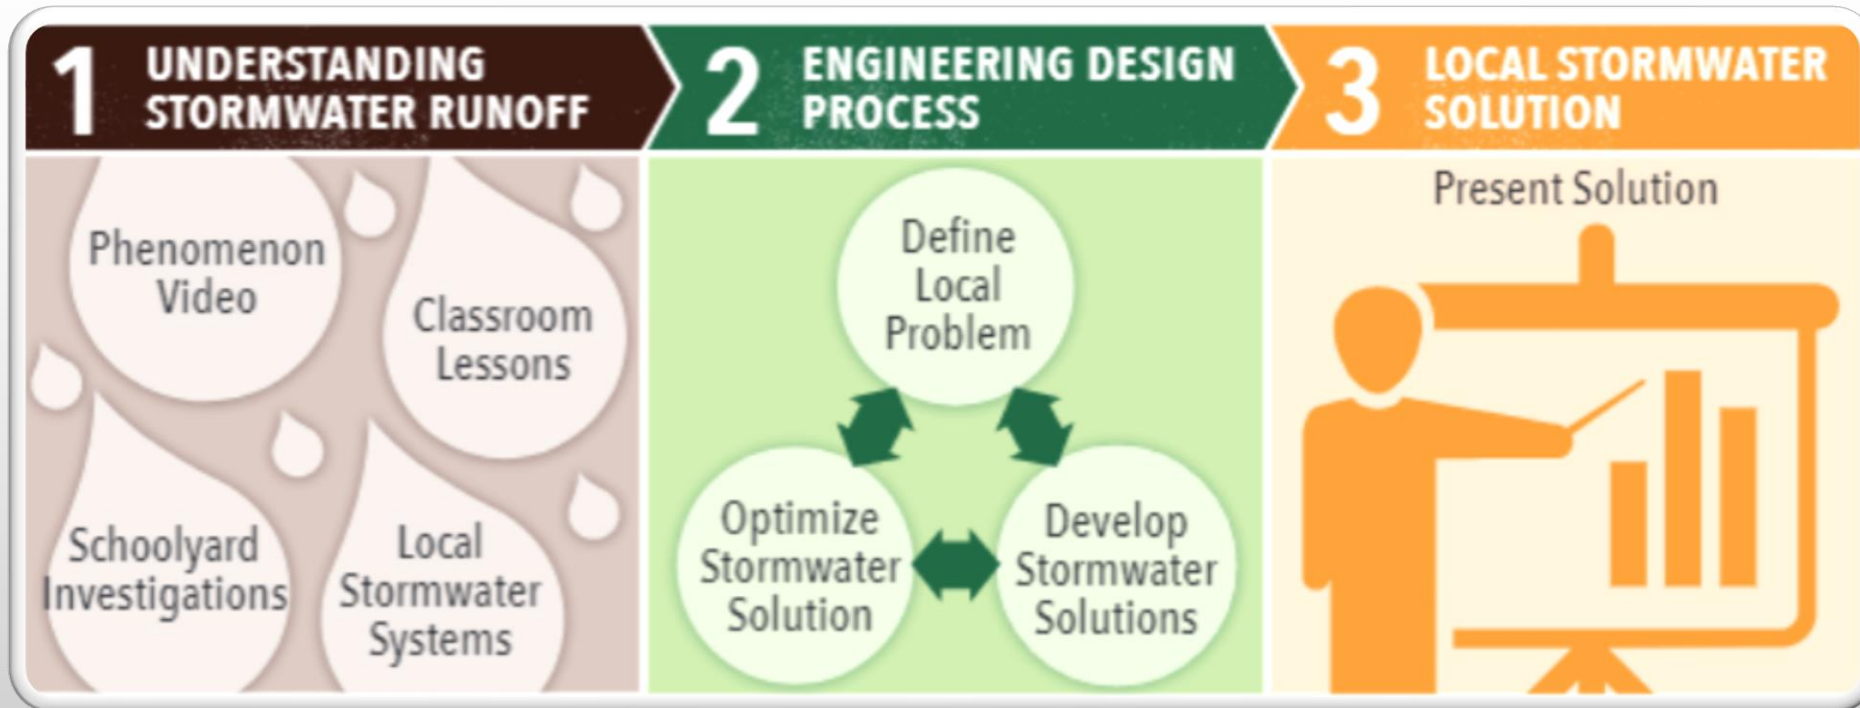 1 UNDERSTANDING
STORMWATER RUNOFF
Phenomenon
Video
Classroom
Lessons
Schoolyard
Investigations
Local
Stormwater
Systems
2 ENGINEERING DESIGN
PROCESS
Define
Local
Problem
Optimize
Stormwater
Solution
Develop
Stormwater
Solutions
3 LOCAL STORMWATER
SOLUTION
Present Solution